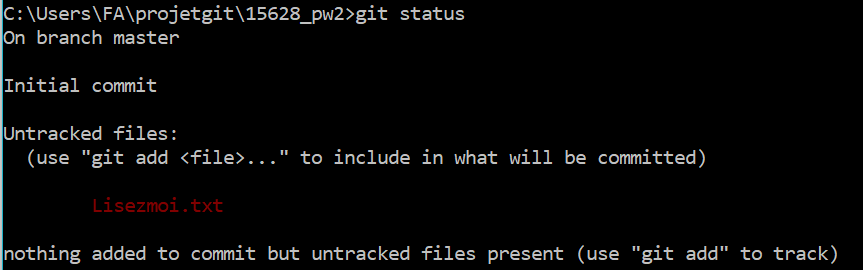 C:\Users\FA\projetgit\15628_pw2>git status
On branch master
Initial commit
Untracked files:
(use "git add <file>..." to include in what will be committed)
Lisezmoi.txt
nothing added to commit but untracked files present (use "git add" to track)